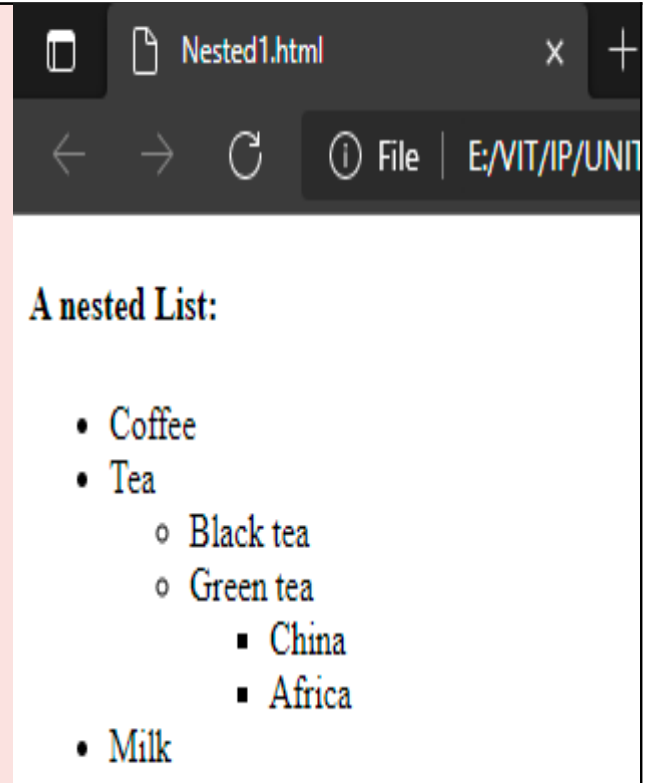 Nested1.html
File E:/VIT/IP/UNIT
A nested List:
Coffee
Tea
Black tea
Green tea
China
Africa
Milk